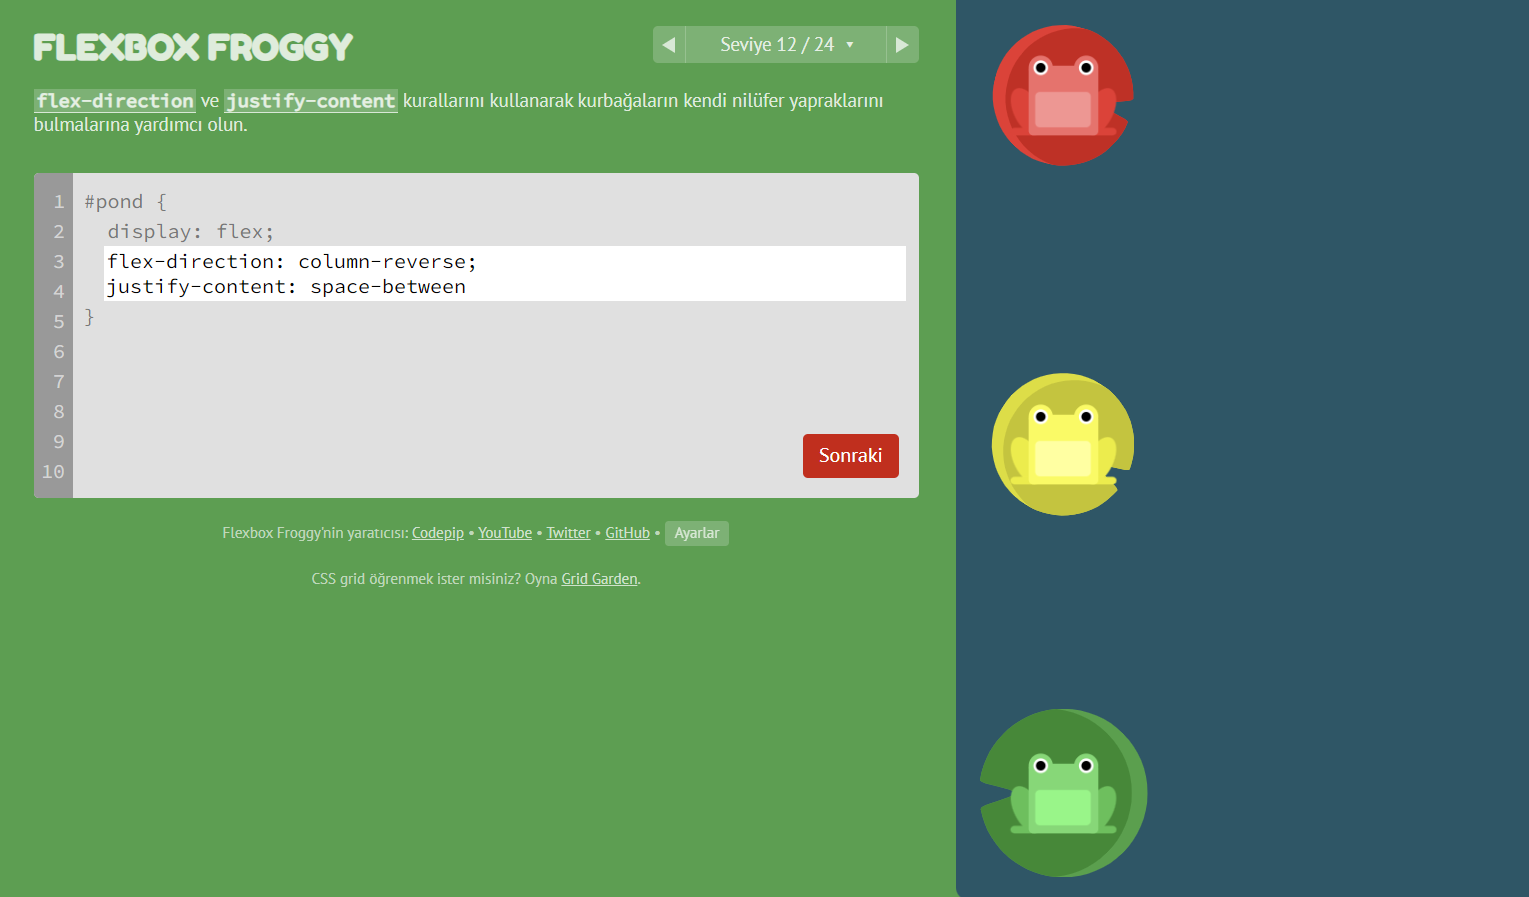 FLEXBOX FROGGY
◀ Seviye 12 / 24 ▼ ▶
flex-direction ve justify-content kurallarını kullanarak kurbağaların kendi nilüfer yapraklarını
bulmalarına yardımcı olun.
1 #pond {
2 display: flex;
3 flex-direction: column-reverse;
4 justify-content: space-between
5 }
6
7
8
9
10
Sonraki
Flexbox Froggy'nin yaratıcısı: Codepip • YouTube • Twitter • GitHub • Ayarlar
CSS grid öğrenmek ister misiniz? Oyna Grid Garden.